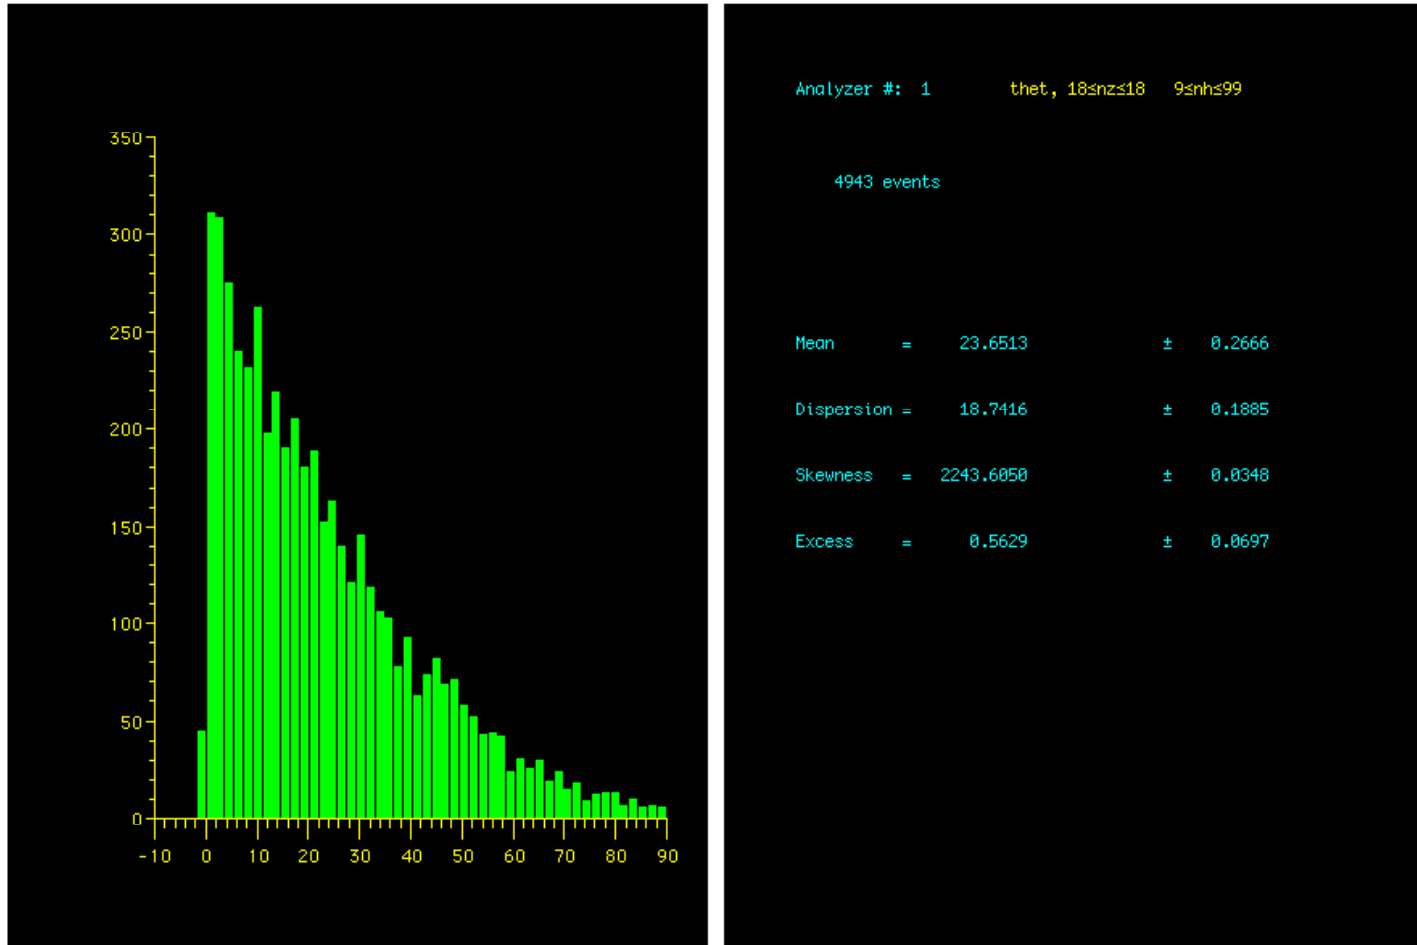 350
300
250
200
150
100
50
0
-10 0 10 20 30 40 50 60 70 80 90
Analyzer #: 1 thet, 18≤nz≤18 9≤nh≤99
4943 events
Mean = 23.6513 ± 0.2666
Dispersion = 18.7416 ± 0.1885
Skewness = 2243.6050 ± 0.0348
Excess = 0.5629 ± 0.0697